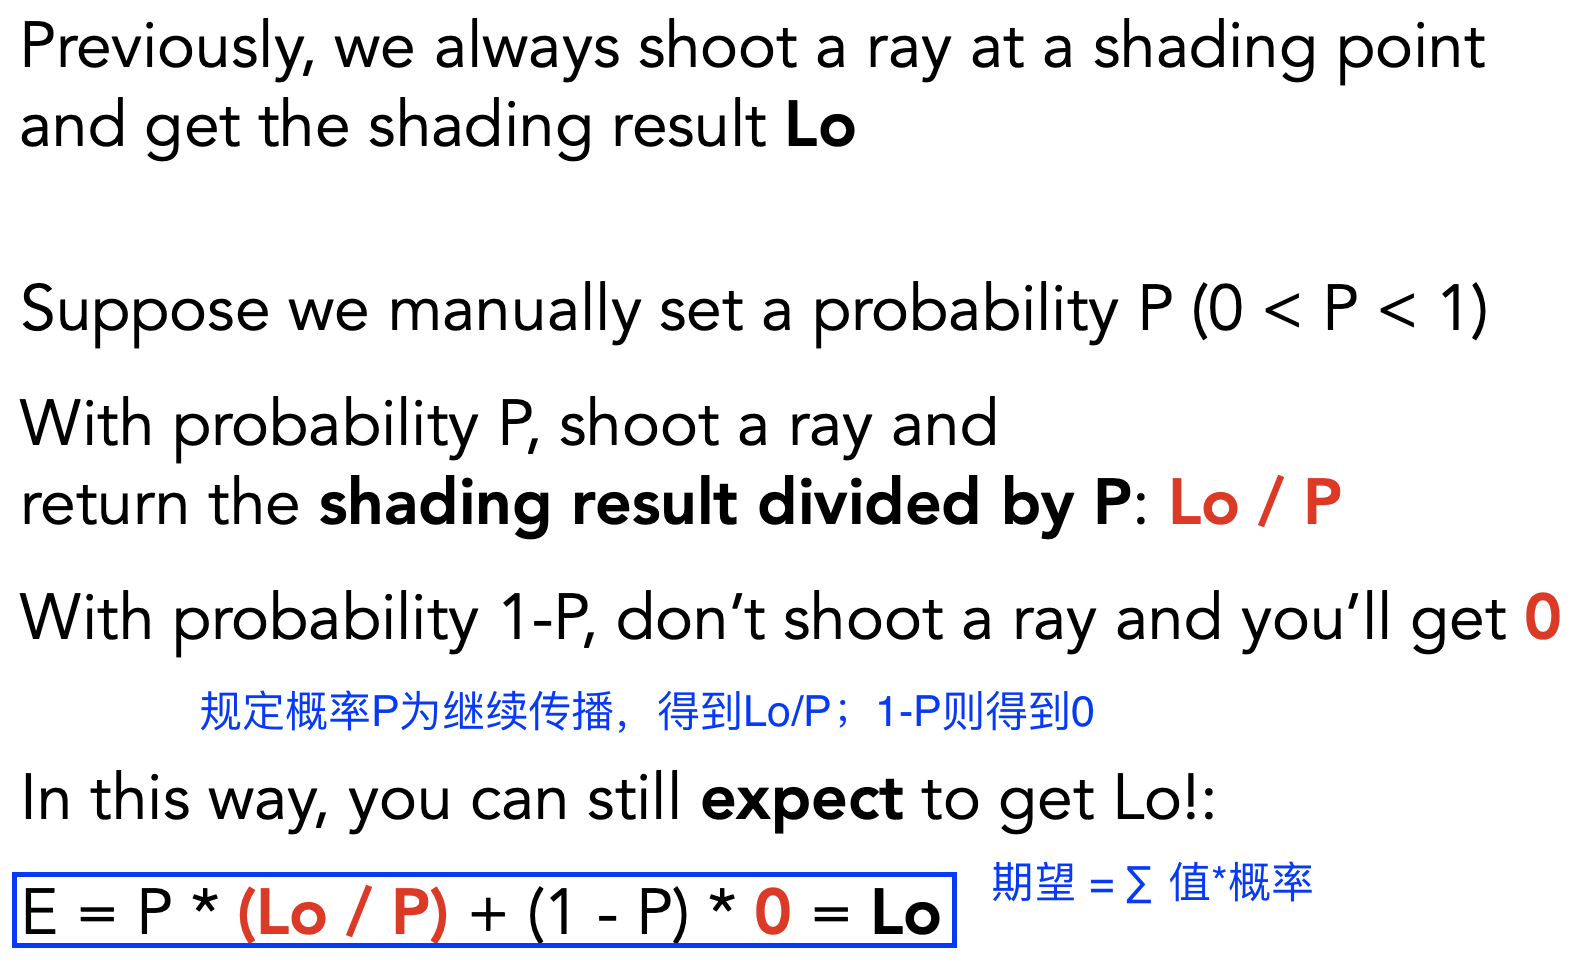 Previously, we always shoot a ray at a shading point
and get the shading result Lo
Suppose we manually set a probability P (0 < P < 1)
With probability P, shoot a ray and
return the shading result divided by P: Lo / P
With probability 1-P, don’t shoot a ray and you’ll get 0
规定概率P为继续传播，得到Lo/P；1-P则得到0
In this way, you can still expect to get Lo!:
E = P * (Lo / P) + (1 - P) * 0 = Lo
期望 = ∑ 值*概率